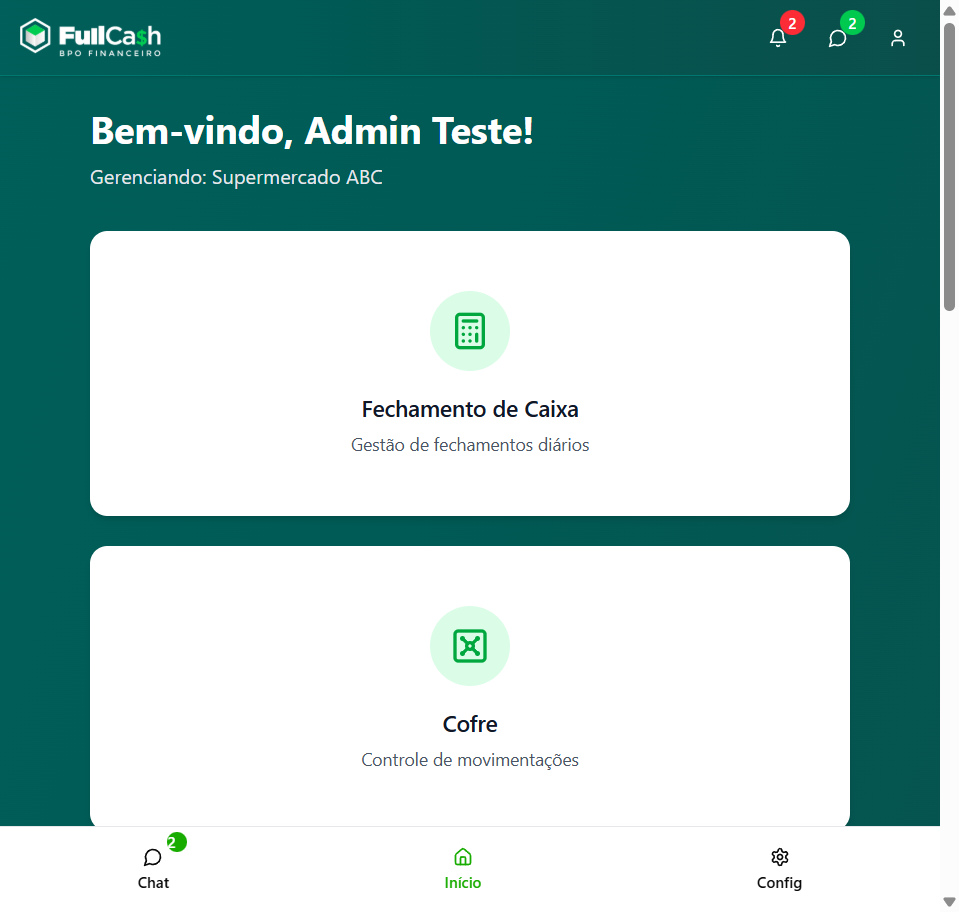 FullCa$h
BPO FINANCEIRO
2
2
Bem-vindo, Admin Teste!
Gerenciando: Supermercado ABC
Fechamento de Caixa
Gestão de fechamentos diários
Cofre
Controle de movimentações
2
Chat
Início
Config